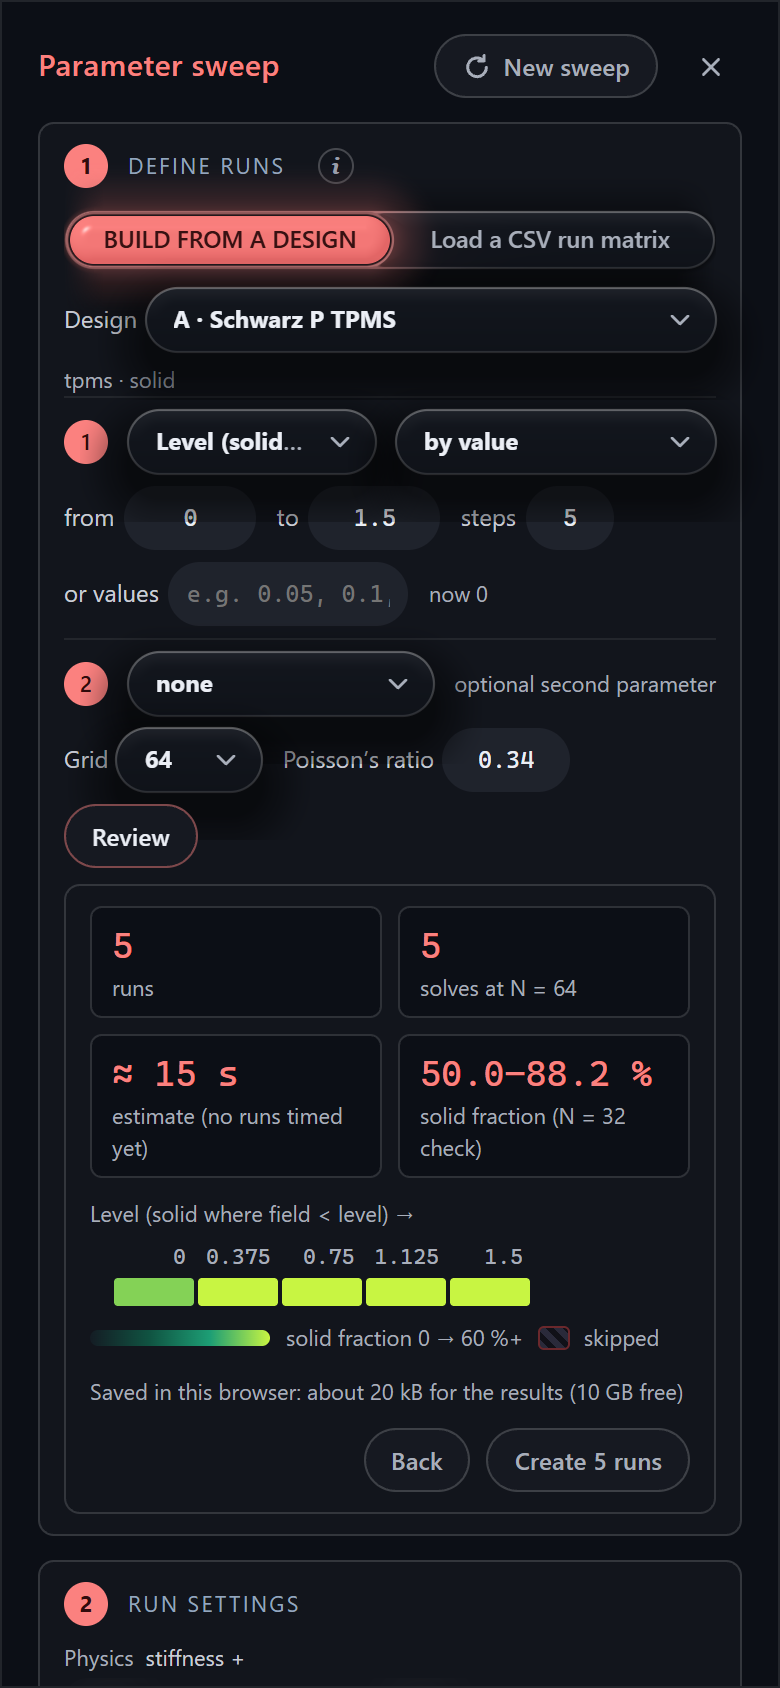 Parameter sweep
New sweep
1 DEFINE RUNS i
BUILD FROM A DESIGN
Load a CSV run matrix
Design A · Schwarz P TPMS
tpms · solid
1 Level (solid... by value
from 0 to 1.5 steps 5
or values e.g. 0.05, 0.1, now 0
2 none optional second parameter
Grid 64 Poisson's ratio 0.34
Review
5
runs
5
solves at N = 64
≈ 15 s
estimate (no runs timed
yet)
50.0–88.2 %
solid fraction (N = 32
check)
Level (solid where field < level) →
0 0.375 0.75 1.125 1.5
solid fraction 0 → 60 %+ skipped
Saved in this browser: about 20 kB for the results (10 GB free)
Back
Create 5 runs
2 RUN SETTINGS
Physics stiffness +